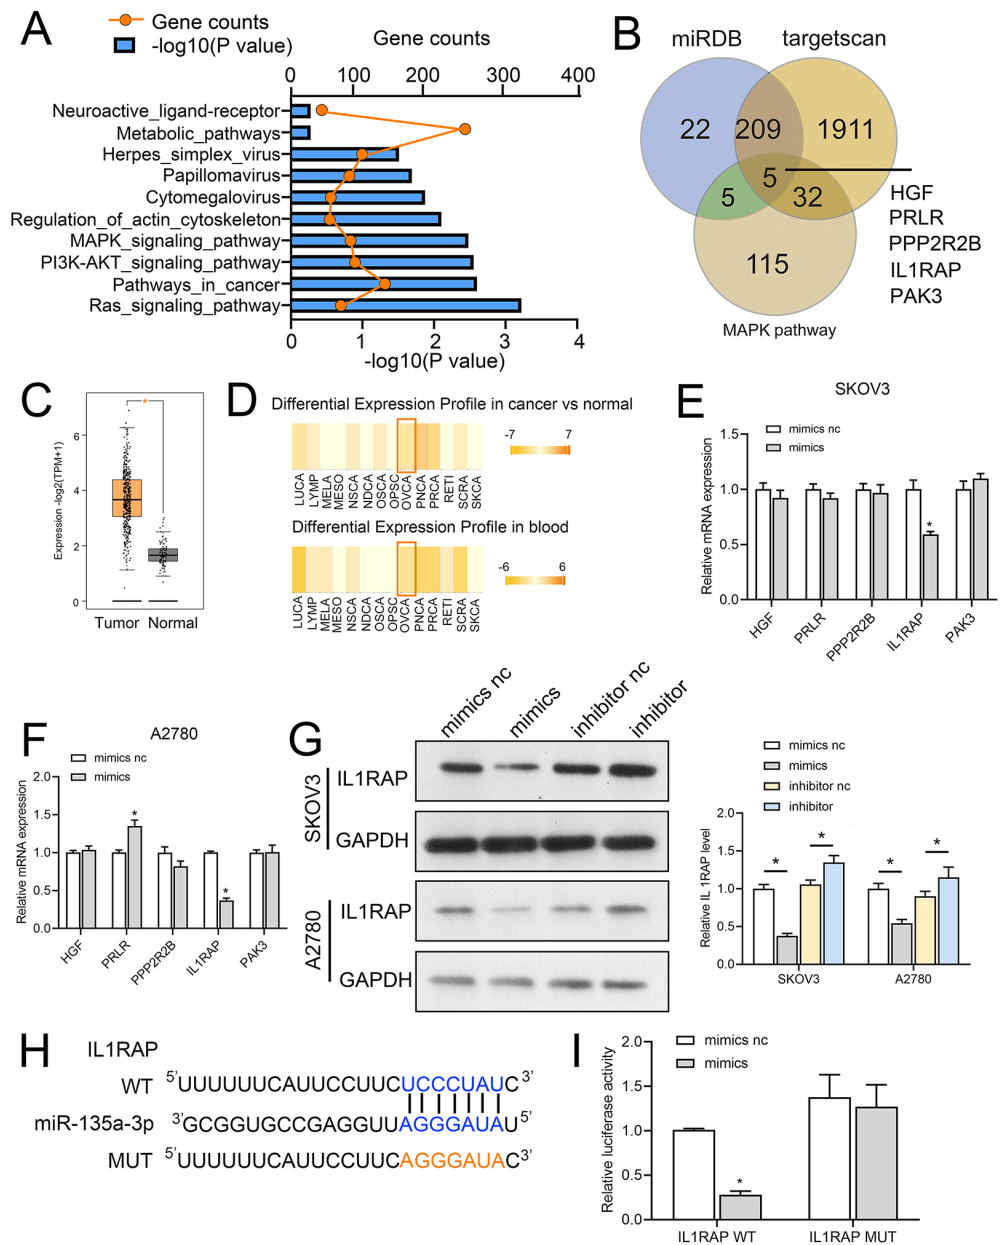 A
Gene counts
-log10(P value)
Gene counts
0 100 200 300 400
Neuroactive_ligand-receptor
Metabolic_pathways
Herpes_simplex_virus
Papillomavirus
Cytomegalovirus
Regulation_of_actin_cytoskeleton
MAPK_signaling_pathway
PI3K-AKT_signaling_pathway
Pathways_in_cancer
Ras_signaling_pathway
0 1 2 3 4
-log10(P value)
B
miRDB targetscan
22 209 1911
5
5 32
115
HGF
PRLR
PPP2R2B
IL1RAP
PAK3
MAPK pathway
C
Expression -log2(TPM+1)
6
4
2
0
*
Tumor Normal
D
Differential Expression Profile in cancer vs normal
-7 7
LUCA LYMP MELA MESO NSCA NDCA OSCA OPSC OVCA PNCA PRCA RETI SCRA SKCA
Differential Expression Profile in blood
-6 6
LUCA LYMP MELA MESO NSCA NDCA OSCA OPSC OVCA PNCA PRCA RETI SCRA SKCA
E
SKOV3
mimics nc
mimics
Relative mRNA expression
1.5
1.0
0.5
0.0
*
HGF PRLR PPP2R2B IL1RAP PAK3
F
A2780
mimics nc
mimics
Relative mRNA expression
2.0
1.5
1.0
0.5
0.0
* *
HGF PRLR PPP2R2B IL1RAP PAK3
G
mimics nc mimics inhibitor nc inhibitor
SKOV3
IL1RAP
GAPDH
A2780
IL1RAP
GAPDH
mimics nc
mimics
inhibitor nc
inhibitor
Relative IL 1RAP level
2.0
1.5
1.0
0.5
0.0
* * * *
SKOV3 A2780
H
IL1RAP
WT 5'UUUUUUCAUUCCUUCUCCCUAUC3'
miR-135a-3p 3'GCGGUGCCGAGGUUAGGGAUAU5'
MUT 5'UUUUUUCAUUCCUUCAGGGAUAC3'
I
mimics nc
mimics
Relative luciferase activity
2.0
1.5
1.0
0.5
0.0
*
IL1RAP WT IL1RAP MUT